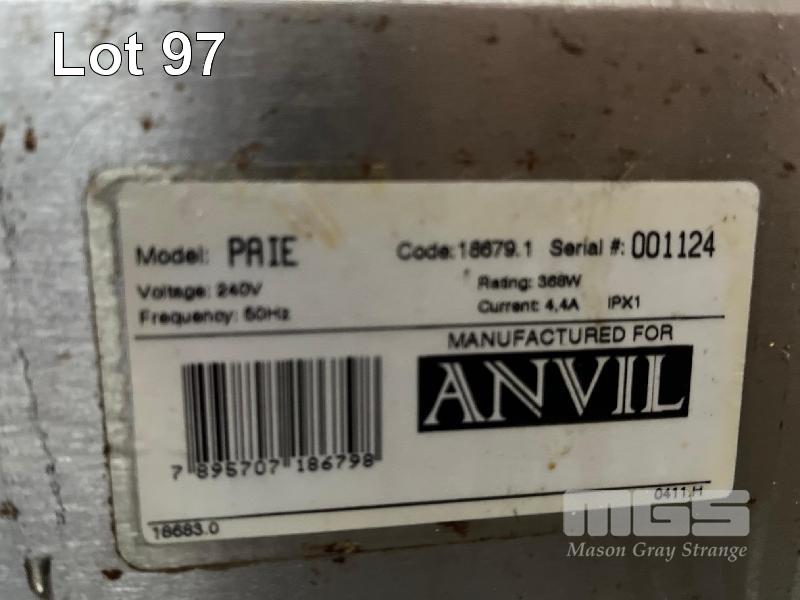 Lot 97
Model: PAIE Code: 18679.1 Serial #: 001124
Voltage: 240V Rating: 368W
Frequency: 50Hz Current: 4,4A IPX1
MANUFACTURED FOR
ANVIL
7 895707 186798
0411.H
18683.0
MGS
Mason Gray Strange